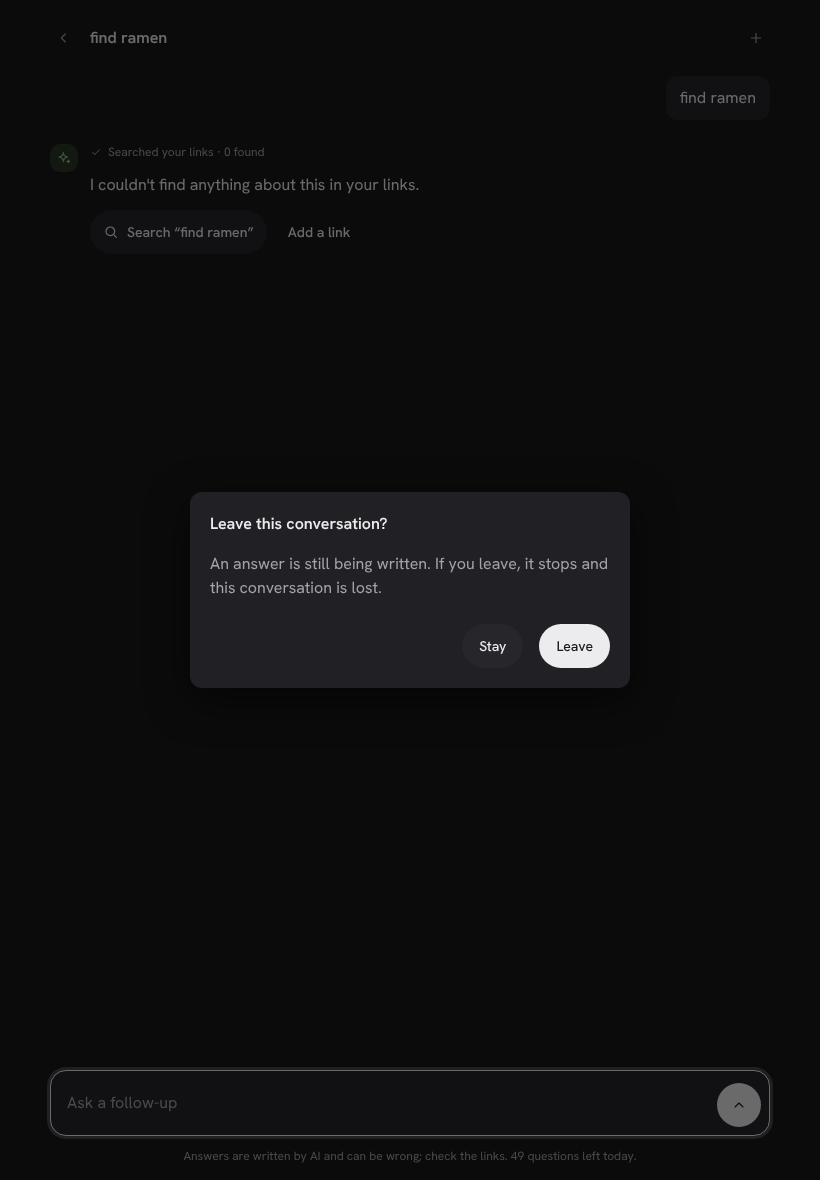 find ramen
find ramen
Searched your links · 0 found
I couldn't find anything about this in your links.
Search “find ramen”
Add a link
Leave this conversation?
An answer is still being written. If you leave, it stops and
this conversation is lost.
Stay
Leave
Ask a follow-up
Answers are written by AI and can be wrong; check the links. 49 questions left today.